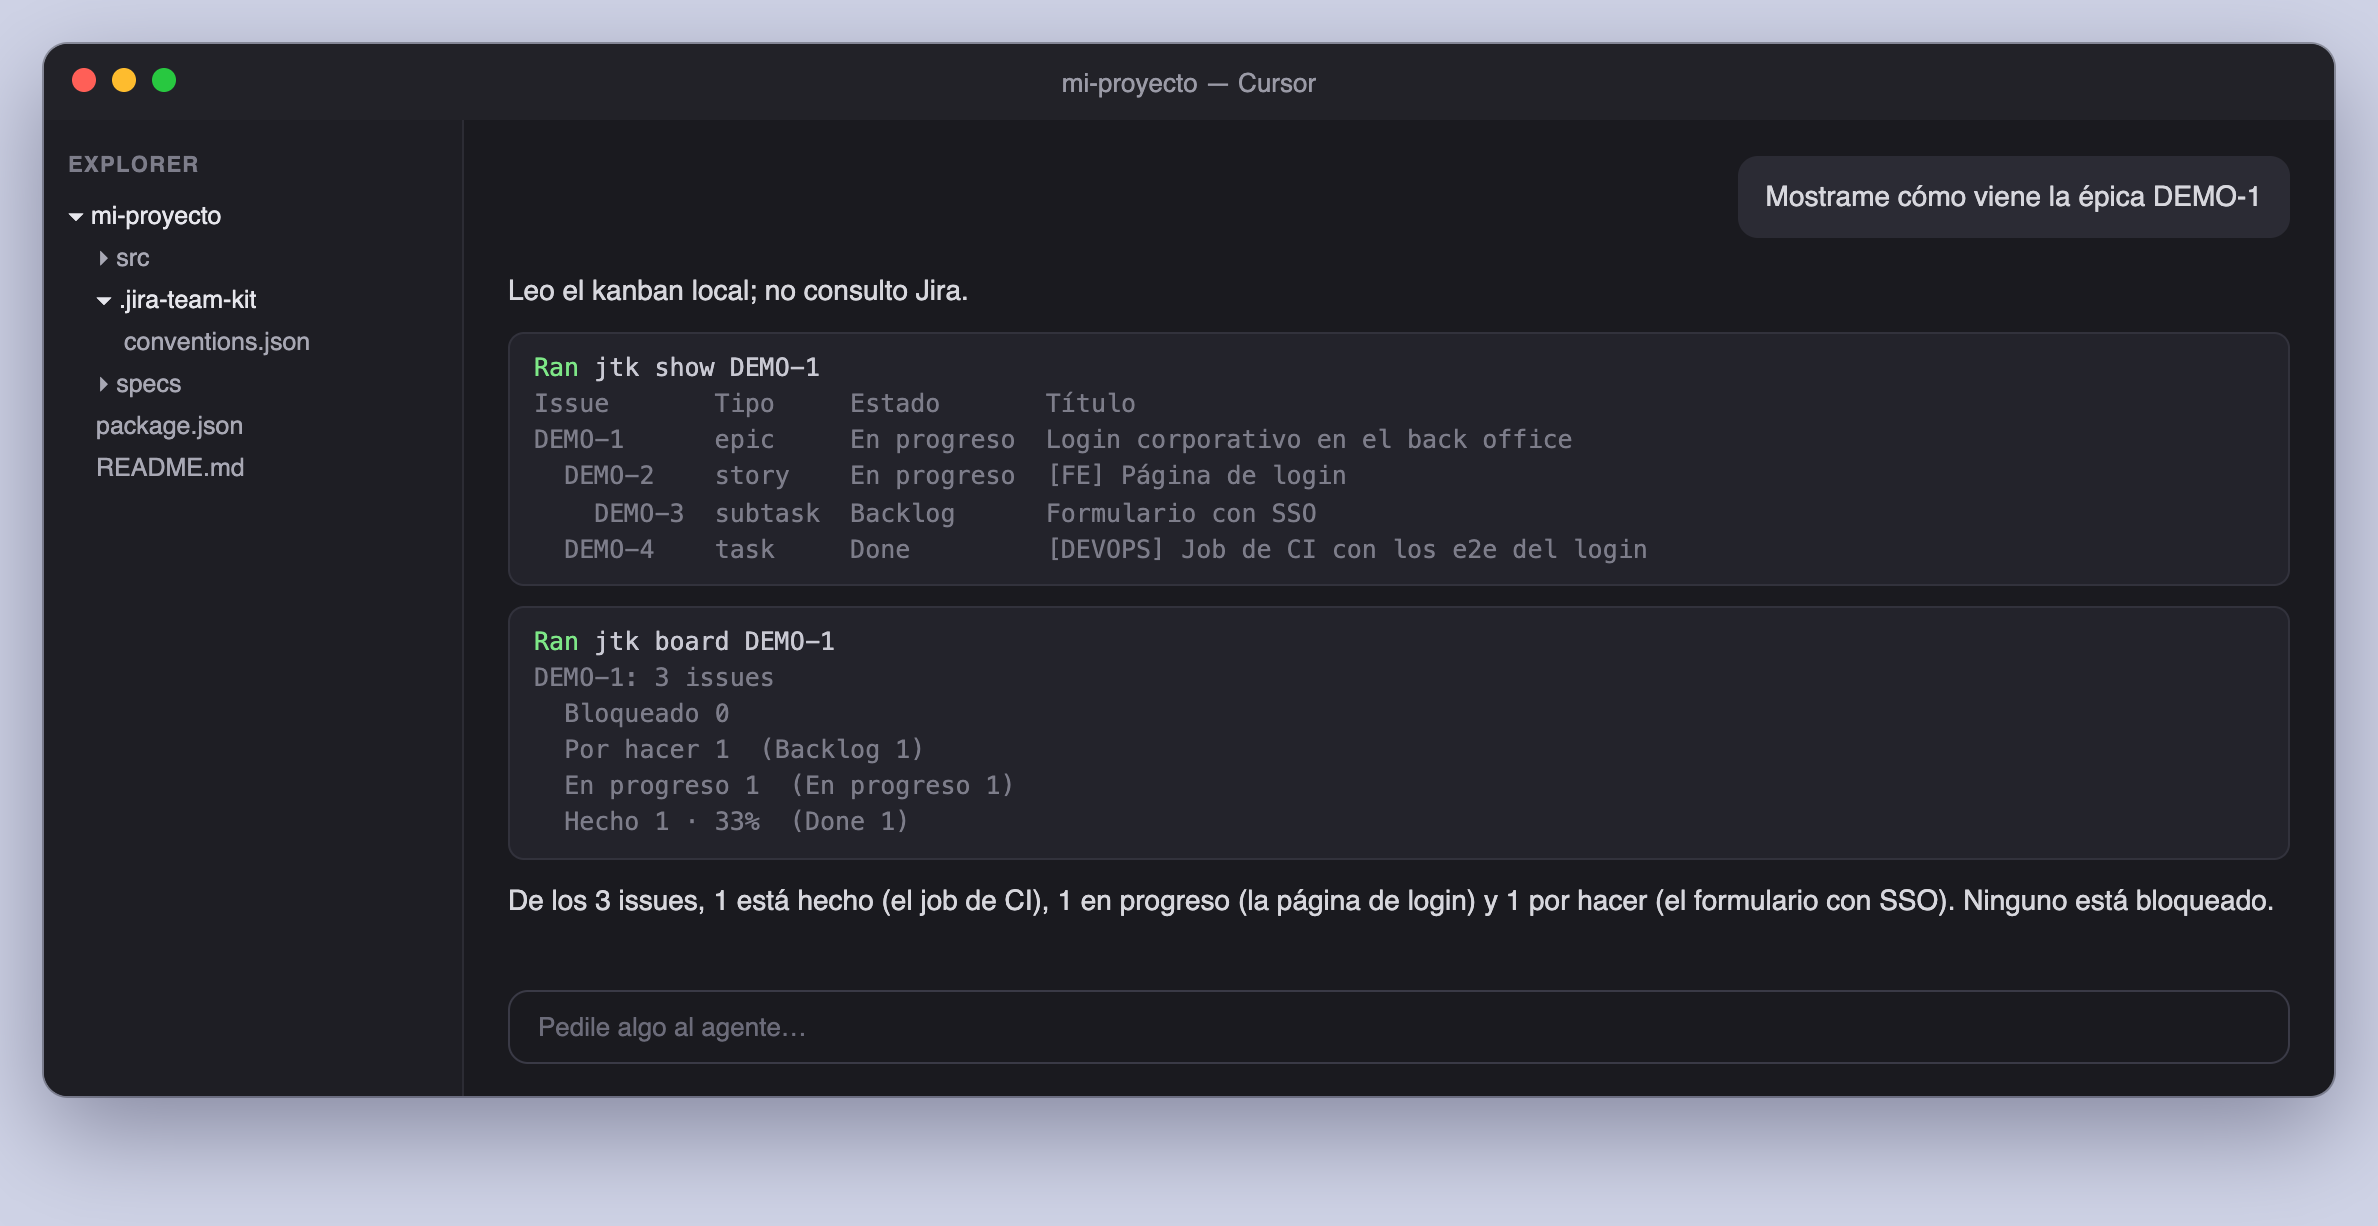 mi-proyecto — Cursor
EXPLORER
mi-proyecto
src
.jira-team-kit
conventions.json
specs
package.json
README.md
Mostrame cómo viene la épica DEMO-1
Leo el kanban local; no consulto Jira.
Ran jtk show DEMO-1
Issue Tipo Estado Título
DEMO-1 epic En progreso Login corporativo en el back office
DEMO-2 story En progreso [FE] Página de login
DEMO-3 subtask Backlog Formulario con SSO
DEMO-4 task Done [DEVOPS] Job de CI con los e2e del login
Ran jtk board DEMO-1
DEMO-1: 3 issues
Bloqueado 0
Por hacer 1 (Backlog 1)
En progreso 1 (En progreso 1)
Hecho 1 · 33% (Done 1)
De los 3 issues, 1 está hecho (el job de CI), 1 en progreso (la página de login) y 1 por hacer (el formulario con SSO). Ninguno está bloqueado.
Pedile algo al agente…